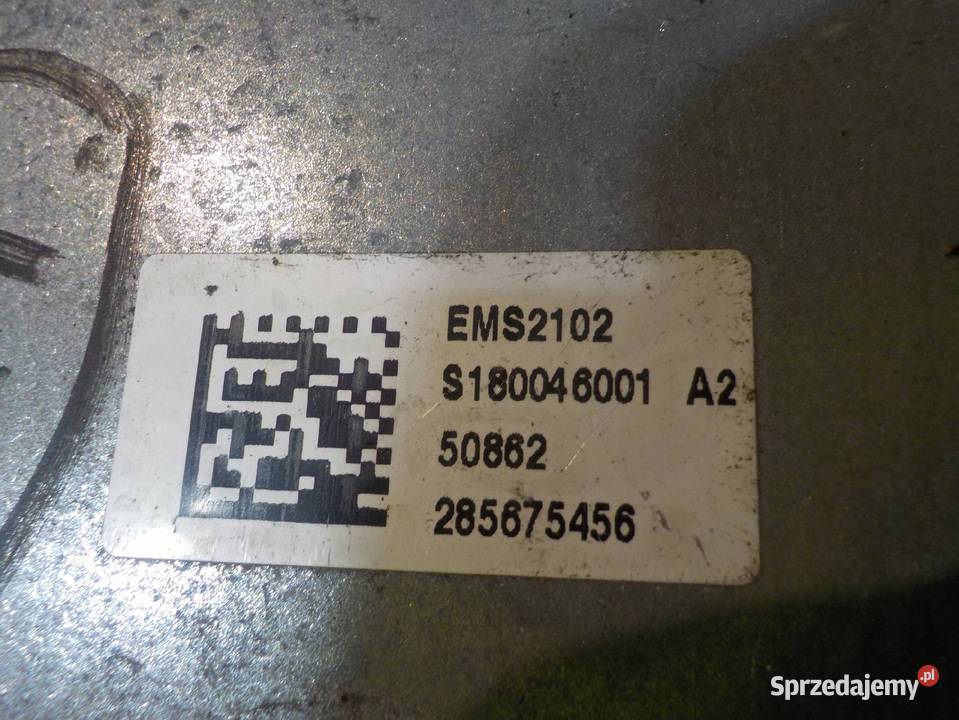 EMS2102
S180046001 A2
50862
285675456
Sprzedajemy.pl